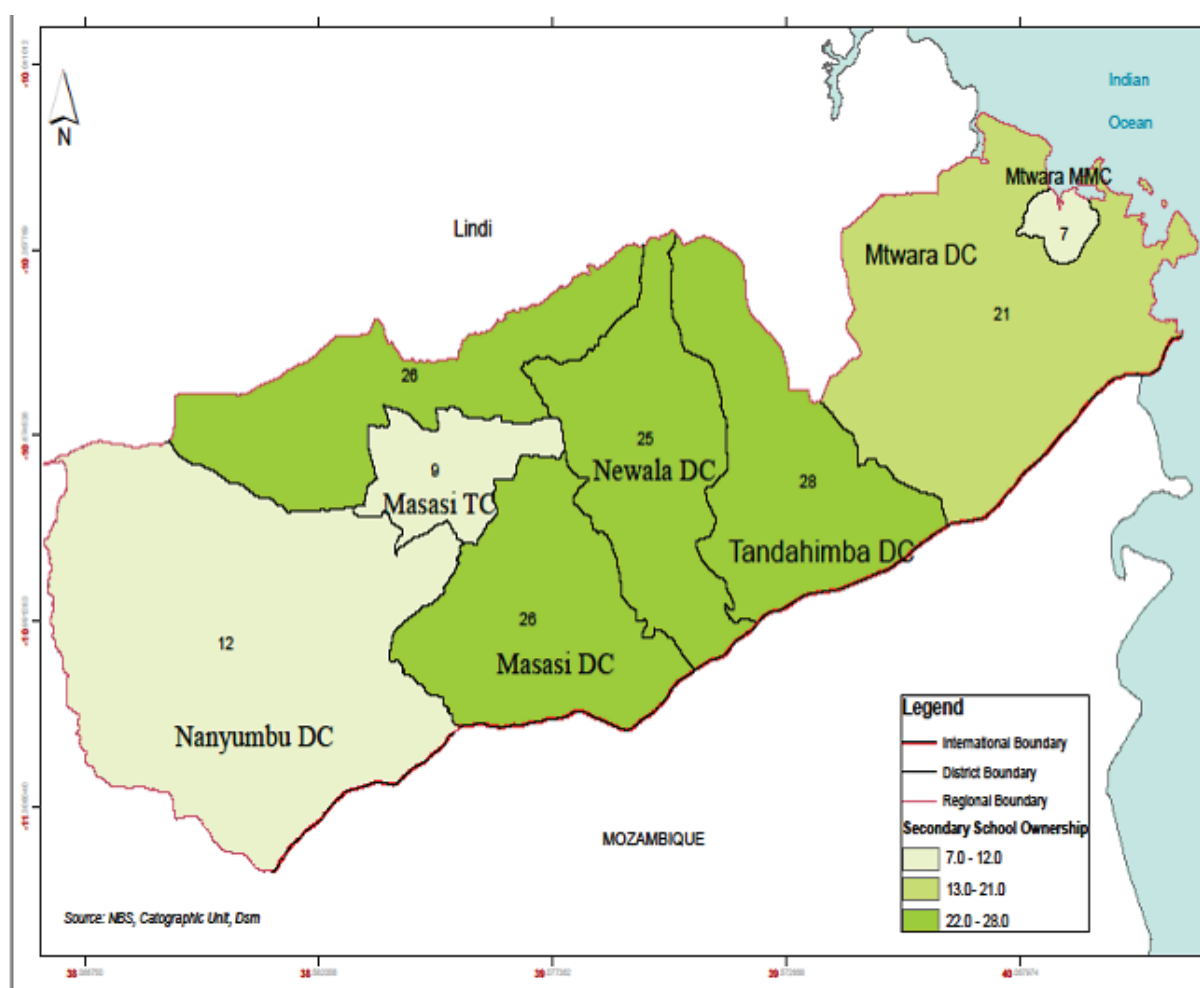 Indian
Ocean
N
Mtwara MMC
7
Lindi
Mtwara DC
21
26
25
Newala DC
9
Masasi TC
28
Tandahimba DC
12
26
Masasi DC
Nanyumbu DC
MOZAMBIQUE
Legend
International Boundary
District Boundary
Regional Boundary
Secondary School Ownership
7.0 - 12.0
13.0- 21.0
22.0 - 28.0
Source: NBS, Catographic Unit, Dsm